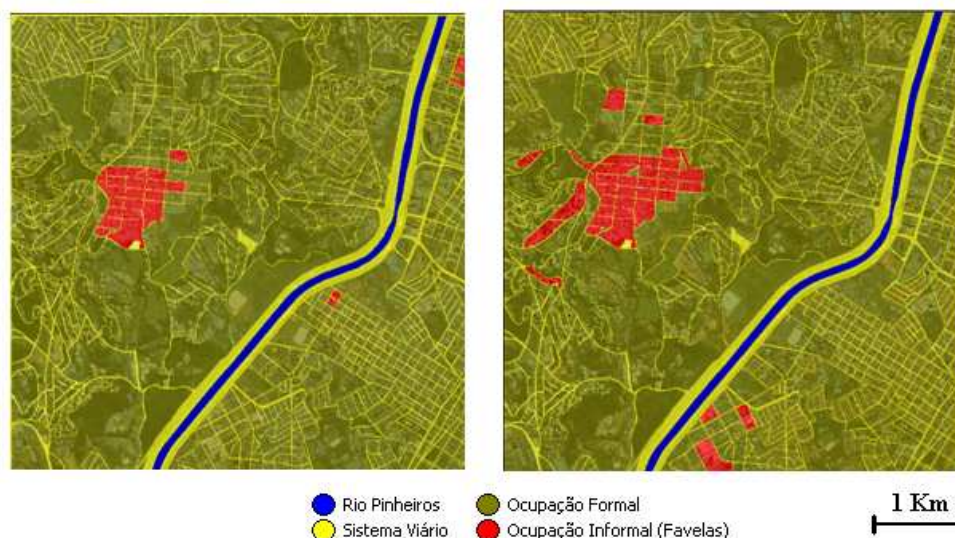 Rio Pinheiros
Ocupação Formal
1 Km
Sistema Viário
Ocupação Informal (Favelas)